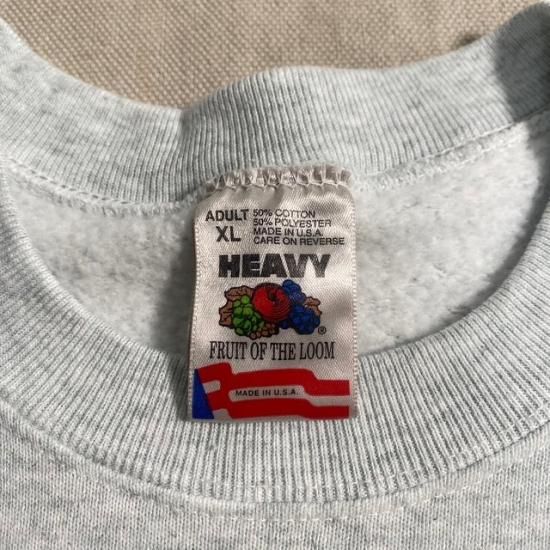 ADULT
XL
50% COTTON
50% POLYESTER
MADE IN U.S.A.
CARE ON REVERSE
HEAVY
®
FRUIT OF THE LOOM
MADE IN U.S.A.